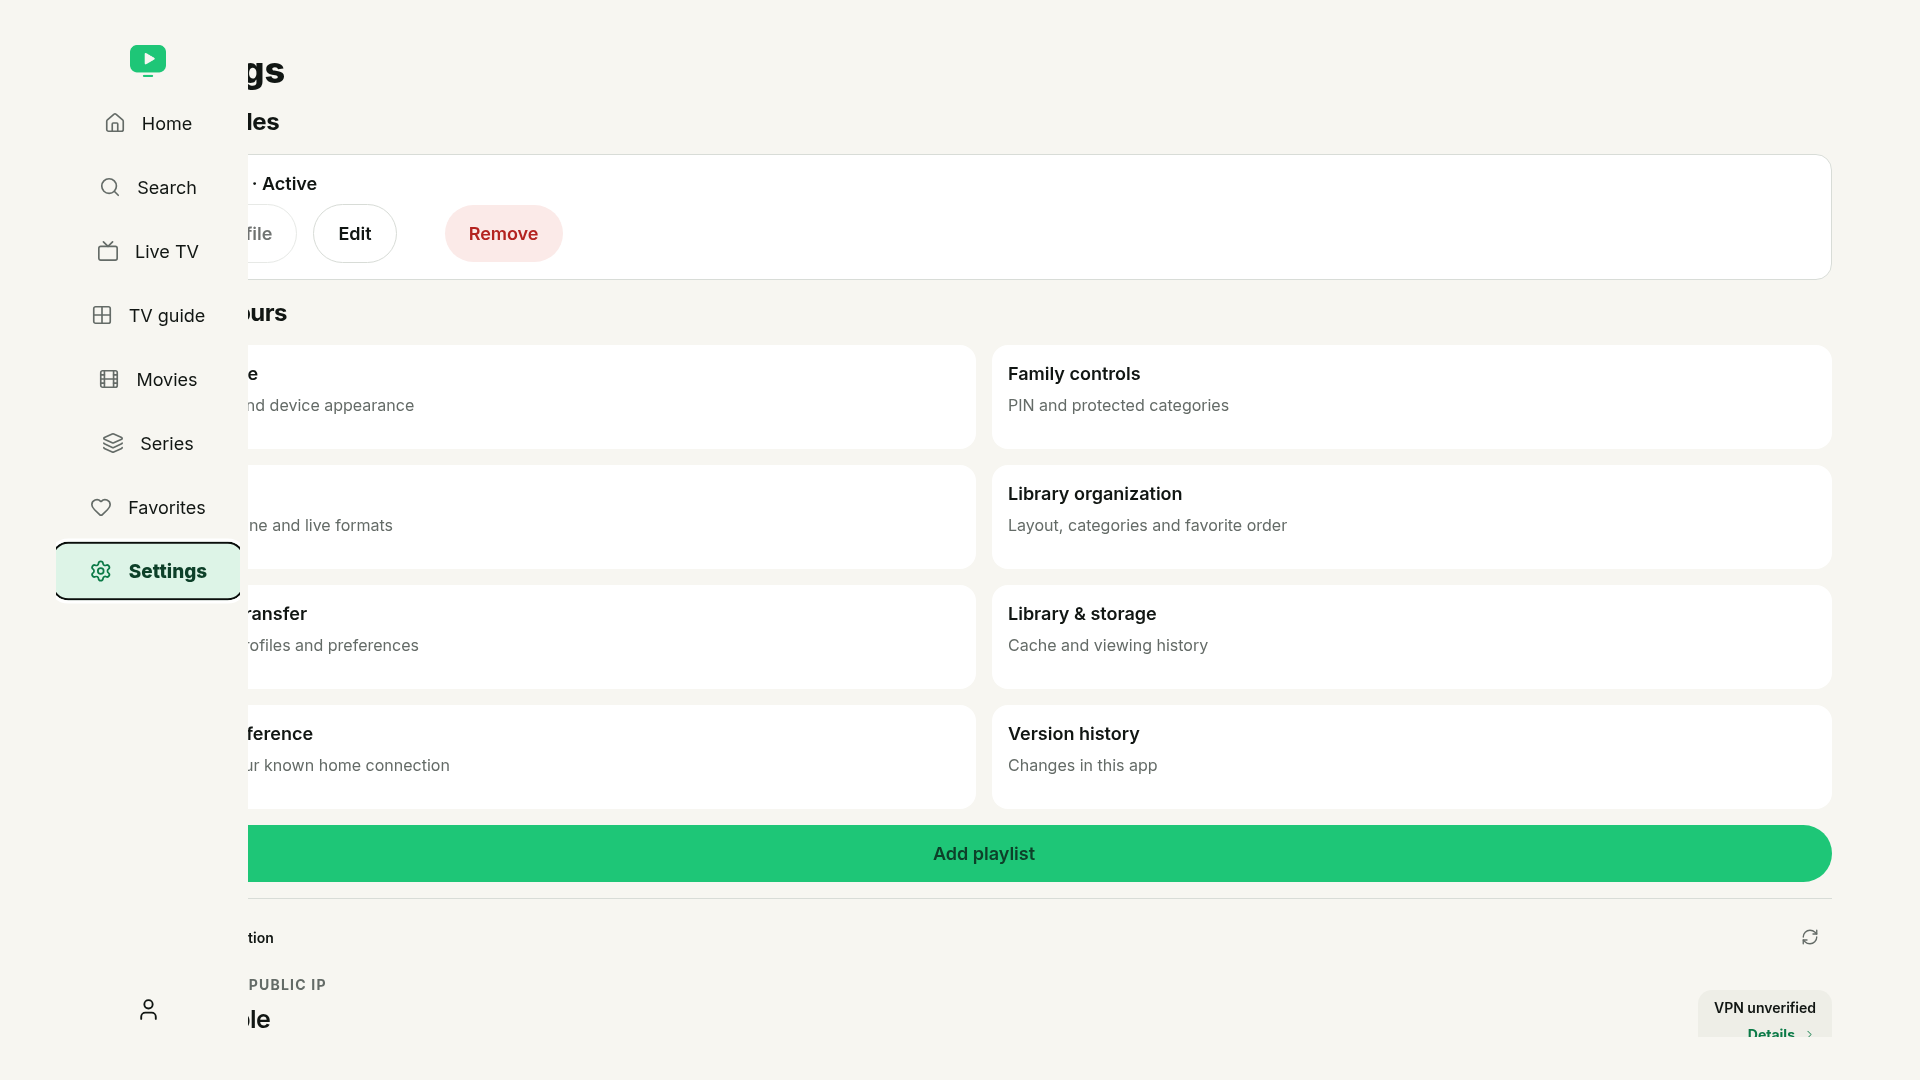 Home
Search
Live TV
TV guide
Movies
Series
Favorites
Settings
gs
les
· Active
file
Edit
Remove
ours
e
nd device appearance
Family controls
PIN and protected categories
ne and live formats
Library organization
Layout, categories and favorite order
ransfer
rofiles and preferences
Library & storage
Cache and viewing history
ference
ur known home connection
Version history
Changes in this app
Add playlist
tion
PUBLIC IP
ole
VPN unverified
Details